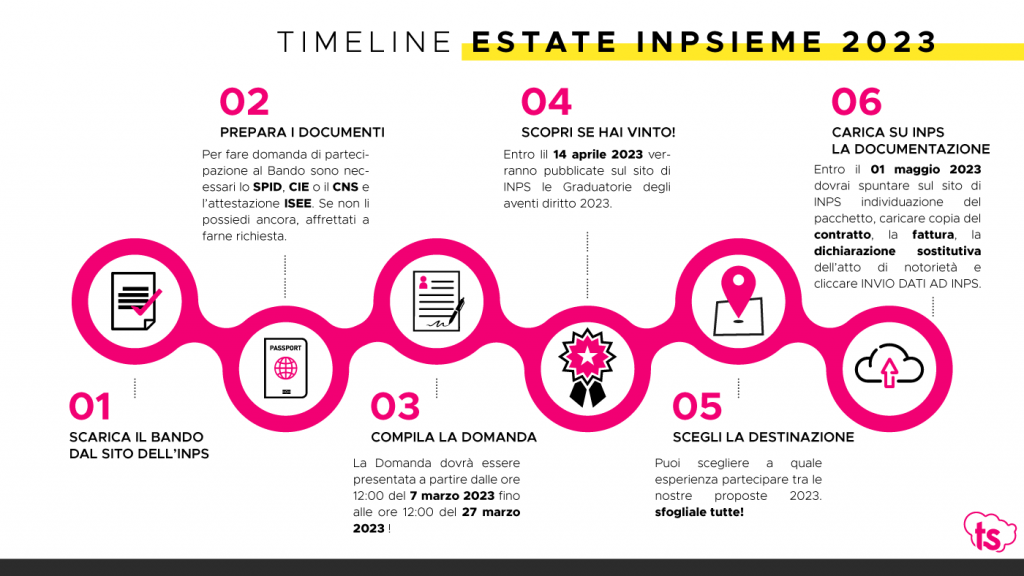 TIMELINE ESTATE INPSIEME 2023
01
SCARICA IL BANDO
DAL SITO DELL'INPS
02
PREPARA I DOCUMENTI
Per fare domanda di parteci-
pazione al Bando sono nec-
essari lo SPID, CIE o il CNS e
l'attestazione ISEE. Se non li
possiedi ancora, affrettati a
farne richiesta.
PASSPORT
03
COMPILA LA DOMANDA
La Domanda dovrà essere
presentata a partire dalle ore
12:00 del 7 marzo 2023 fino
alle ore 12:00 del 27 marzo
2023 !
04
SCOPRI SE HAI VINTO!
Entro lil 14 aprile 2023 ver-
ranno pubblicate sul sito di
INPS le Graduatorie degli
aventi diritto 2023.
05
SCEGLI LA DESTINAZIONE
Puoi scegliere a quale
esperienza partecipare tra le
nostre proposte 2023.
sfogliale tutte!
06
CARICA SU INPS
LA DOCUMENTAZIONE
Entro il 01 maggio 2023
dovrai spuntare sul sito di
INPS individuazione del
pacchetto, caricare copia del
contratto, la fattura, la
dichiarazione sostitutiva
dell'atto di notorietà e
cliccare INVIO DATI AD INPS.
ts